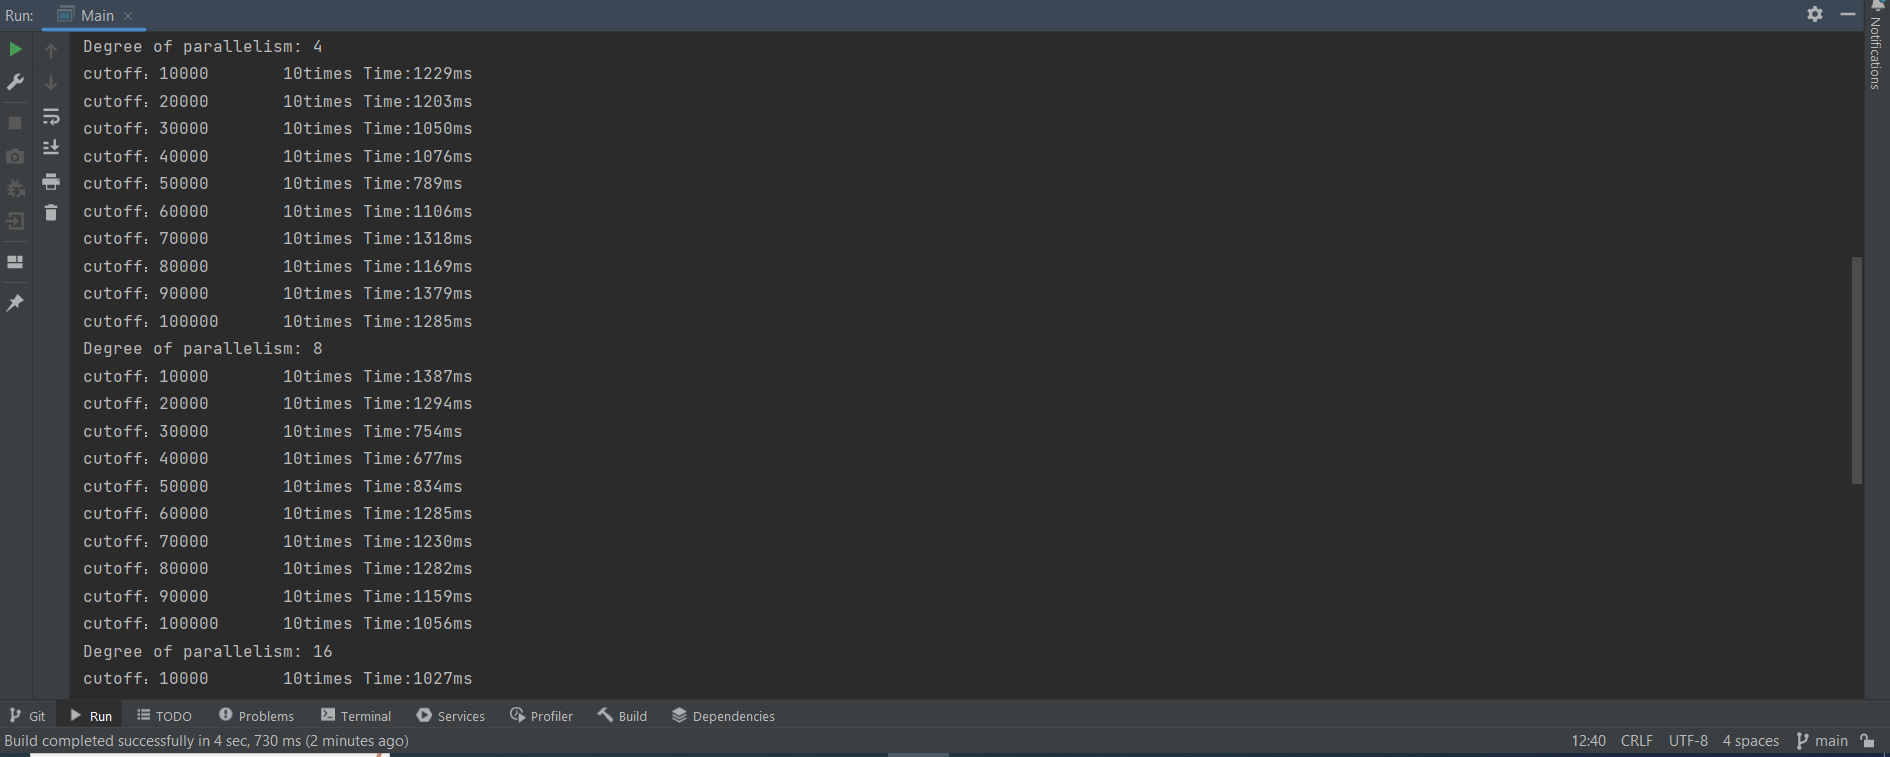 Run: Main
Notifications
Degree of parallelism: 4
cutoff：10000 10times Time:1229ms
cutoff：20000 10times Time:1203ms
cutoff：30000 10times Time:1050ms
cutoff：40000 10times Time:1076ms
cutoff：50000 10times Time:789ms
cutoff：60000 10times Time:1106ms
cutoff：70000 10times Time:1318ms
cutoff：80000 10times Time:1169ms
cutoff：90000 10times Time:1379ms
cutoff：100000 10times Time:1285ms
Degree of parallelism: 8
cutoff：10000 10times Time:1387ms
cutoff：20000 10times Time:1294ms
cutoff：30000 10times Time:754ms
cutoff：40000 10times Time:677ms
cutoff：50000 10times Time:834ms
cutoff：60000 10times Time:1285ms
cutoff：70000 10times Time:1230ms
cutoff：80000 10times Time:1282ms
cutoff：90000 10times Time:1159ms
cutoff：100000 10times Time:1056ms
Degree of parallelism: 16
cutoff：10000 10times Time:1027ms
Git Run TODO Problems Terminal Services Profiler Build Dependencies
Build completed successfully in 4 sec, 730 ms (2 minutes ago) 12:40 CRLF UTF-8 4 spaces main